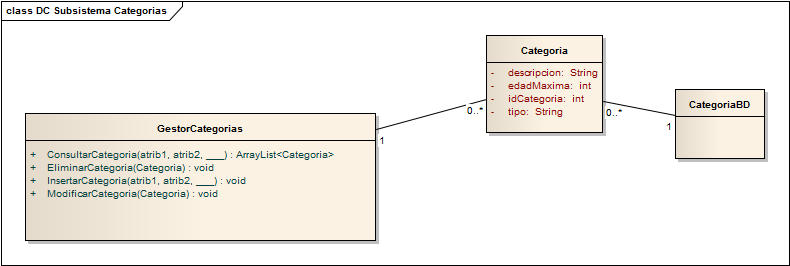 class DC Subsistema Categorias
Categoria
- descripcion: String
- edadMaxima: int
- idCategoria: int
- tipo: String
CategoriaBD
0..*
0..*
1
GestorCategorias
1
+ ConsultarCategoria(atrib1, atrib2, ___) : ArrayList<Categoria>
+ EliminarCategoria(Categoria) : void
+ InsertarCategoria(atrib1, atrib2, ___) : void
+ ModificarCategoria(Categoria) : void